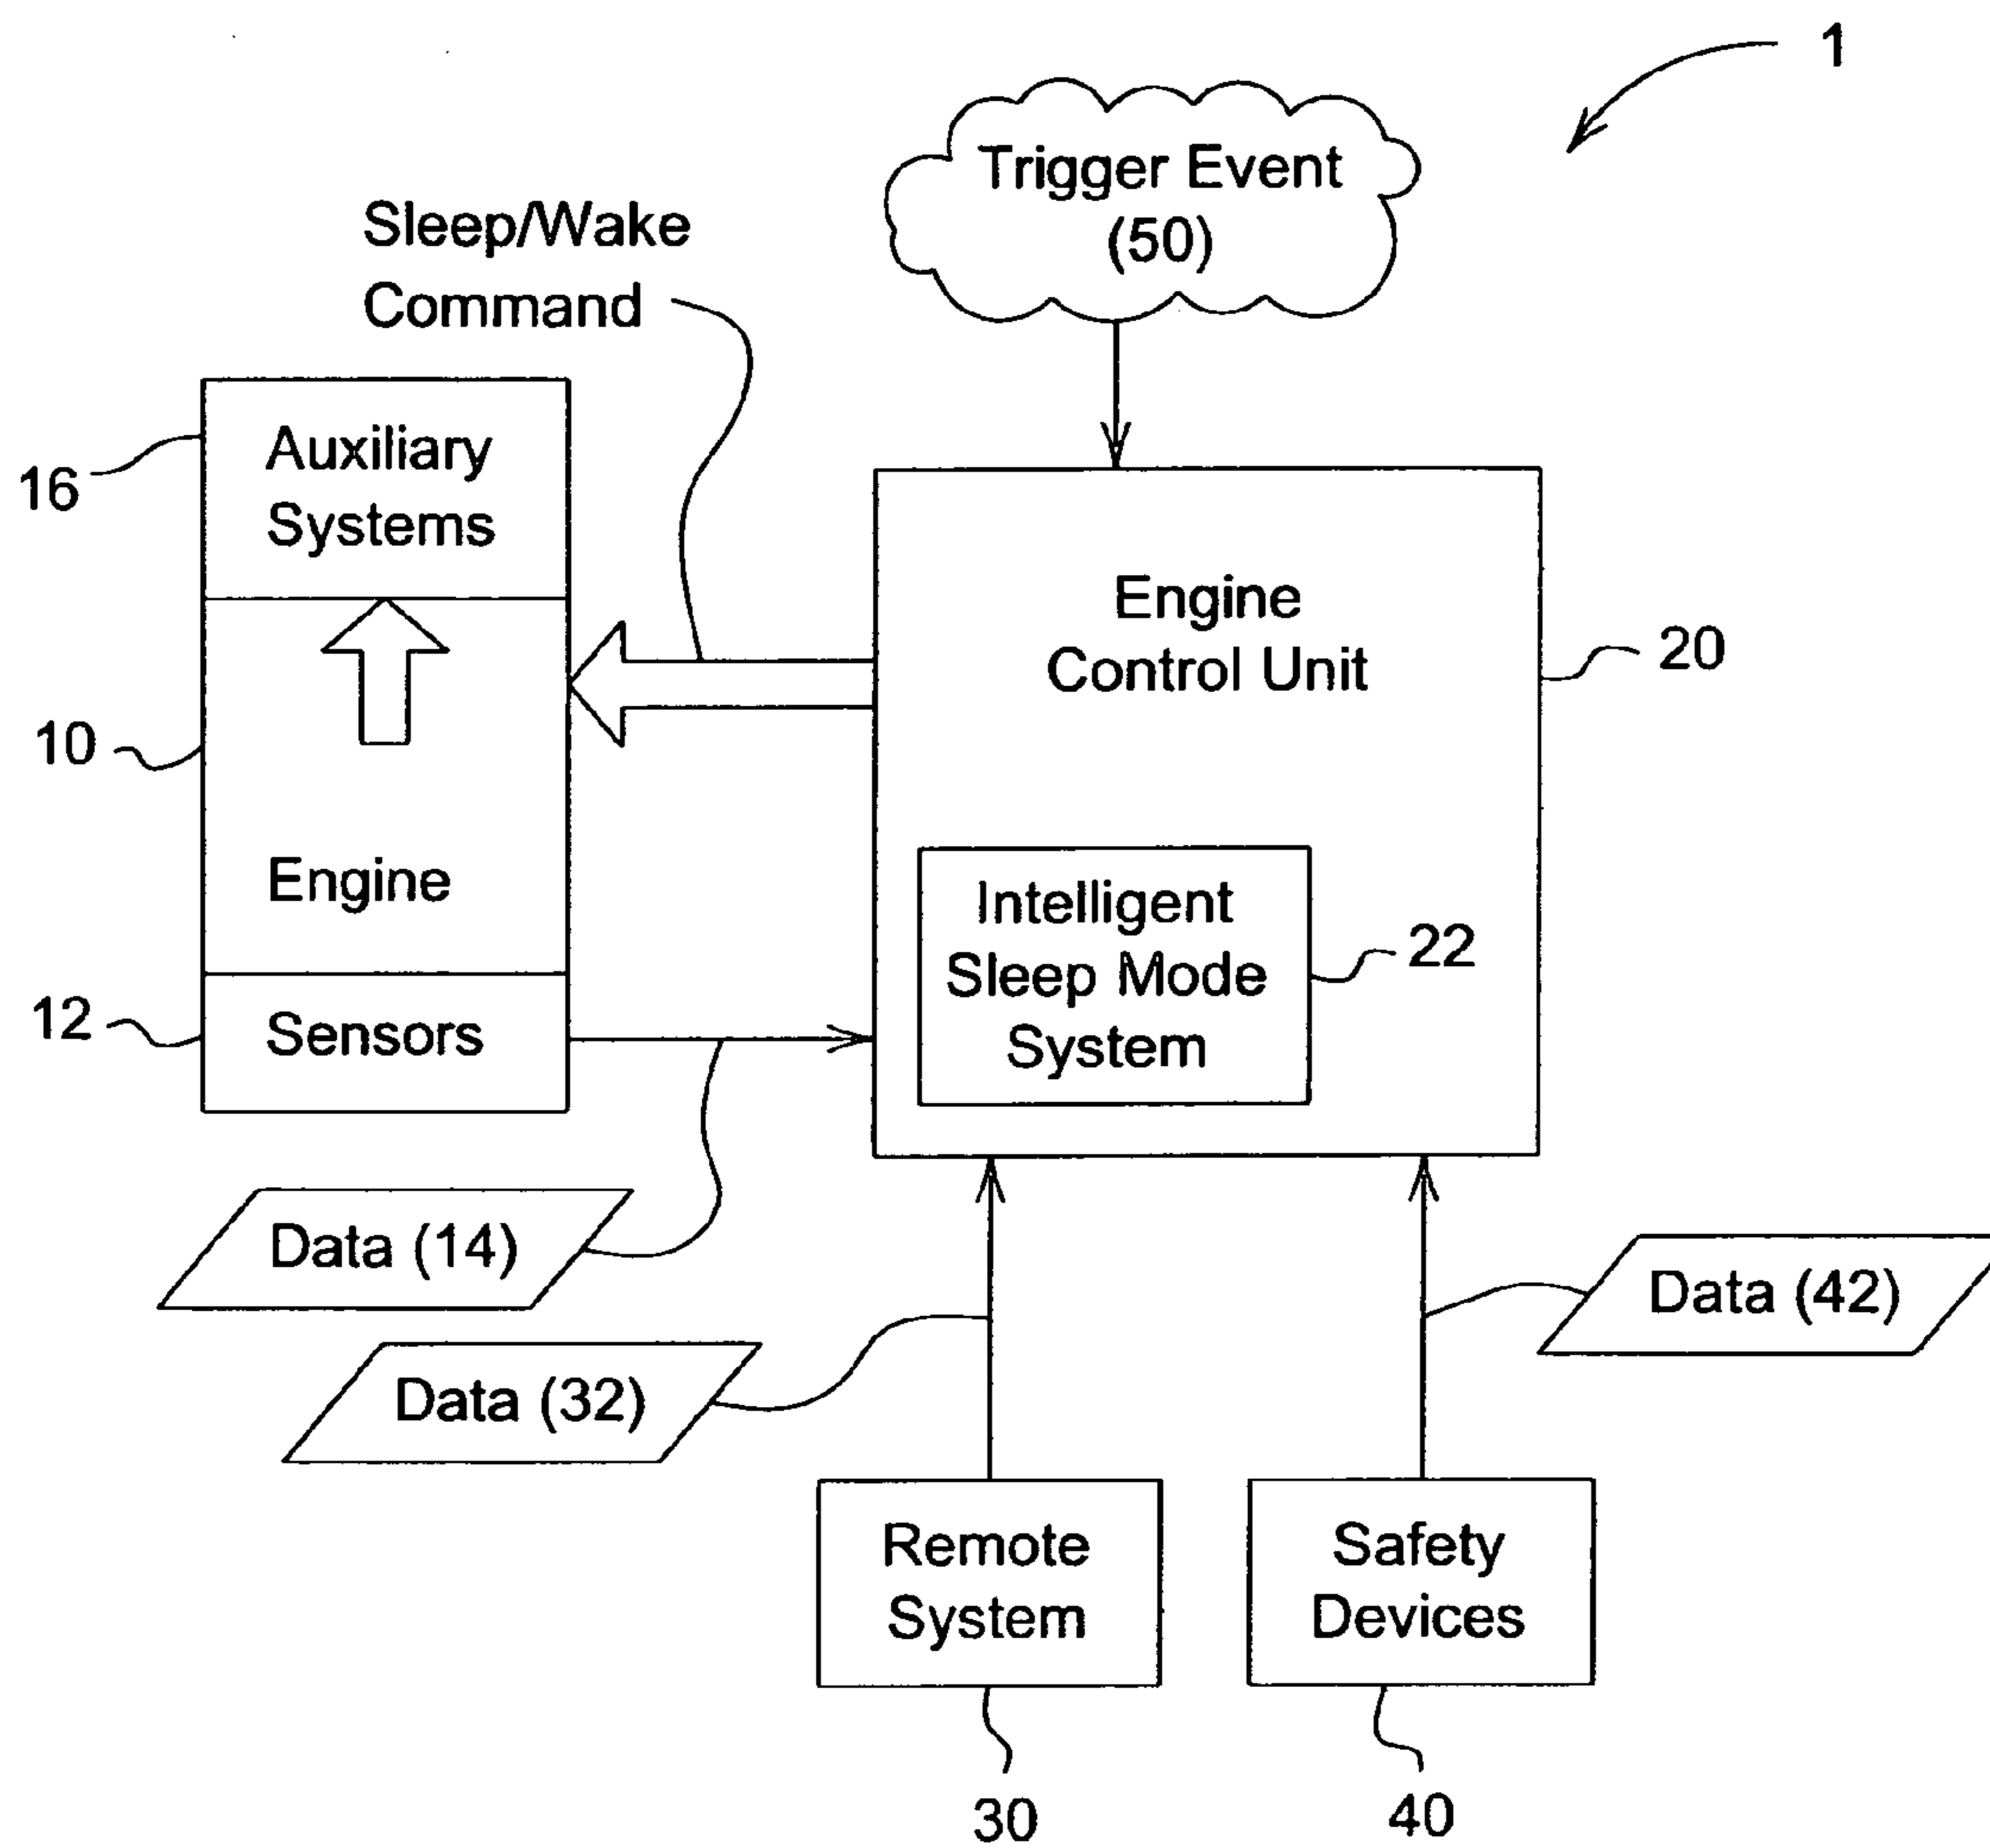 1
Trigger Event
(50)
Sleep/Wake
Command
16
Auxiliary
Systems
Engine
Control Unit
20
10
Engine
Intelligent
Sleep Mode
System
22
12
Sensors
Data (14)
Data (42)
Data (32)
Remote
System
Safety
Devices
30
40